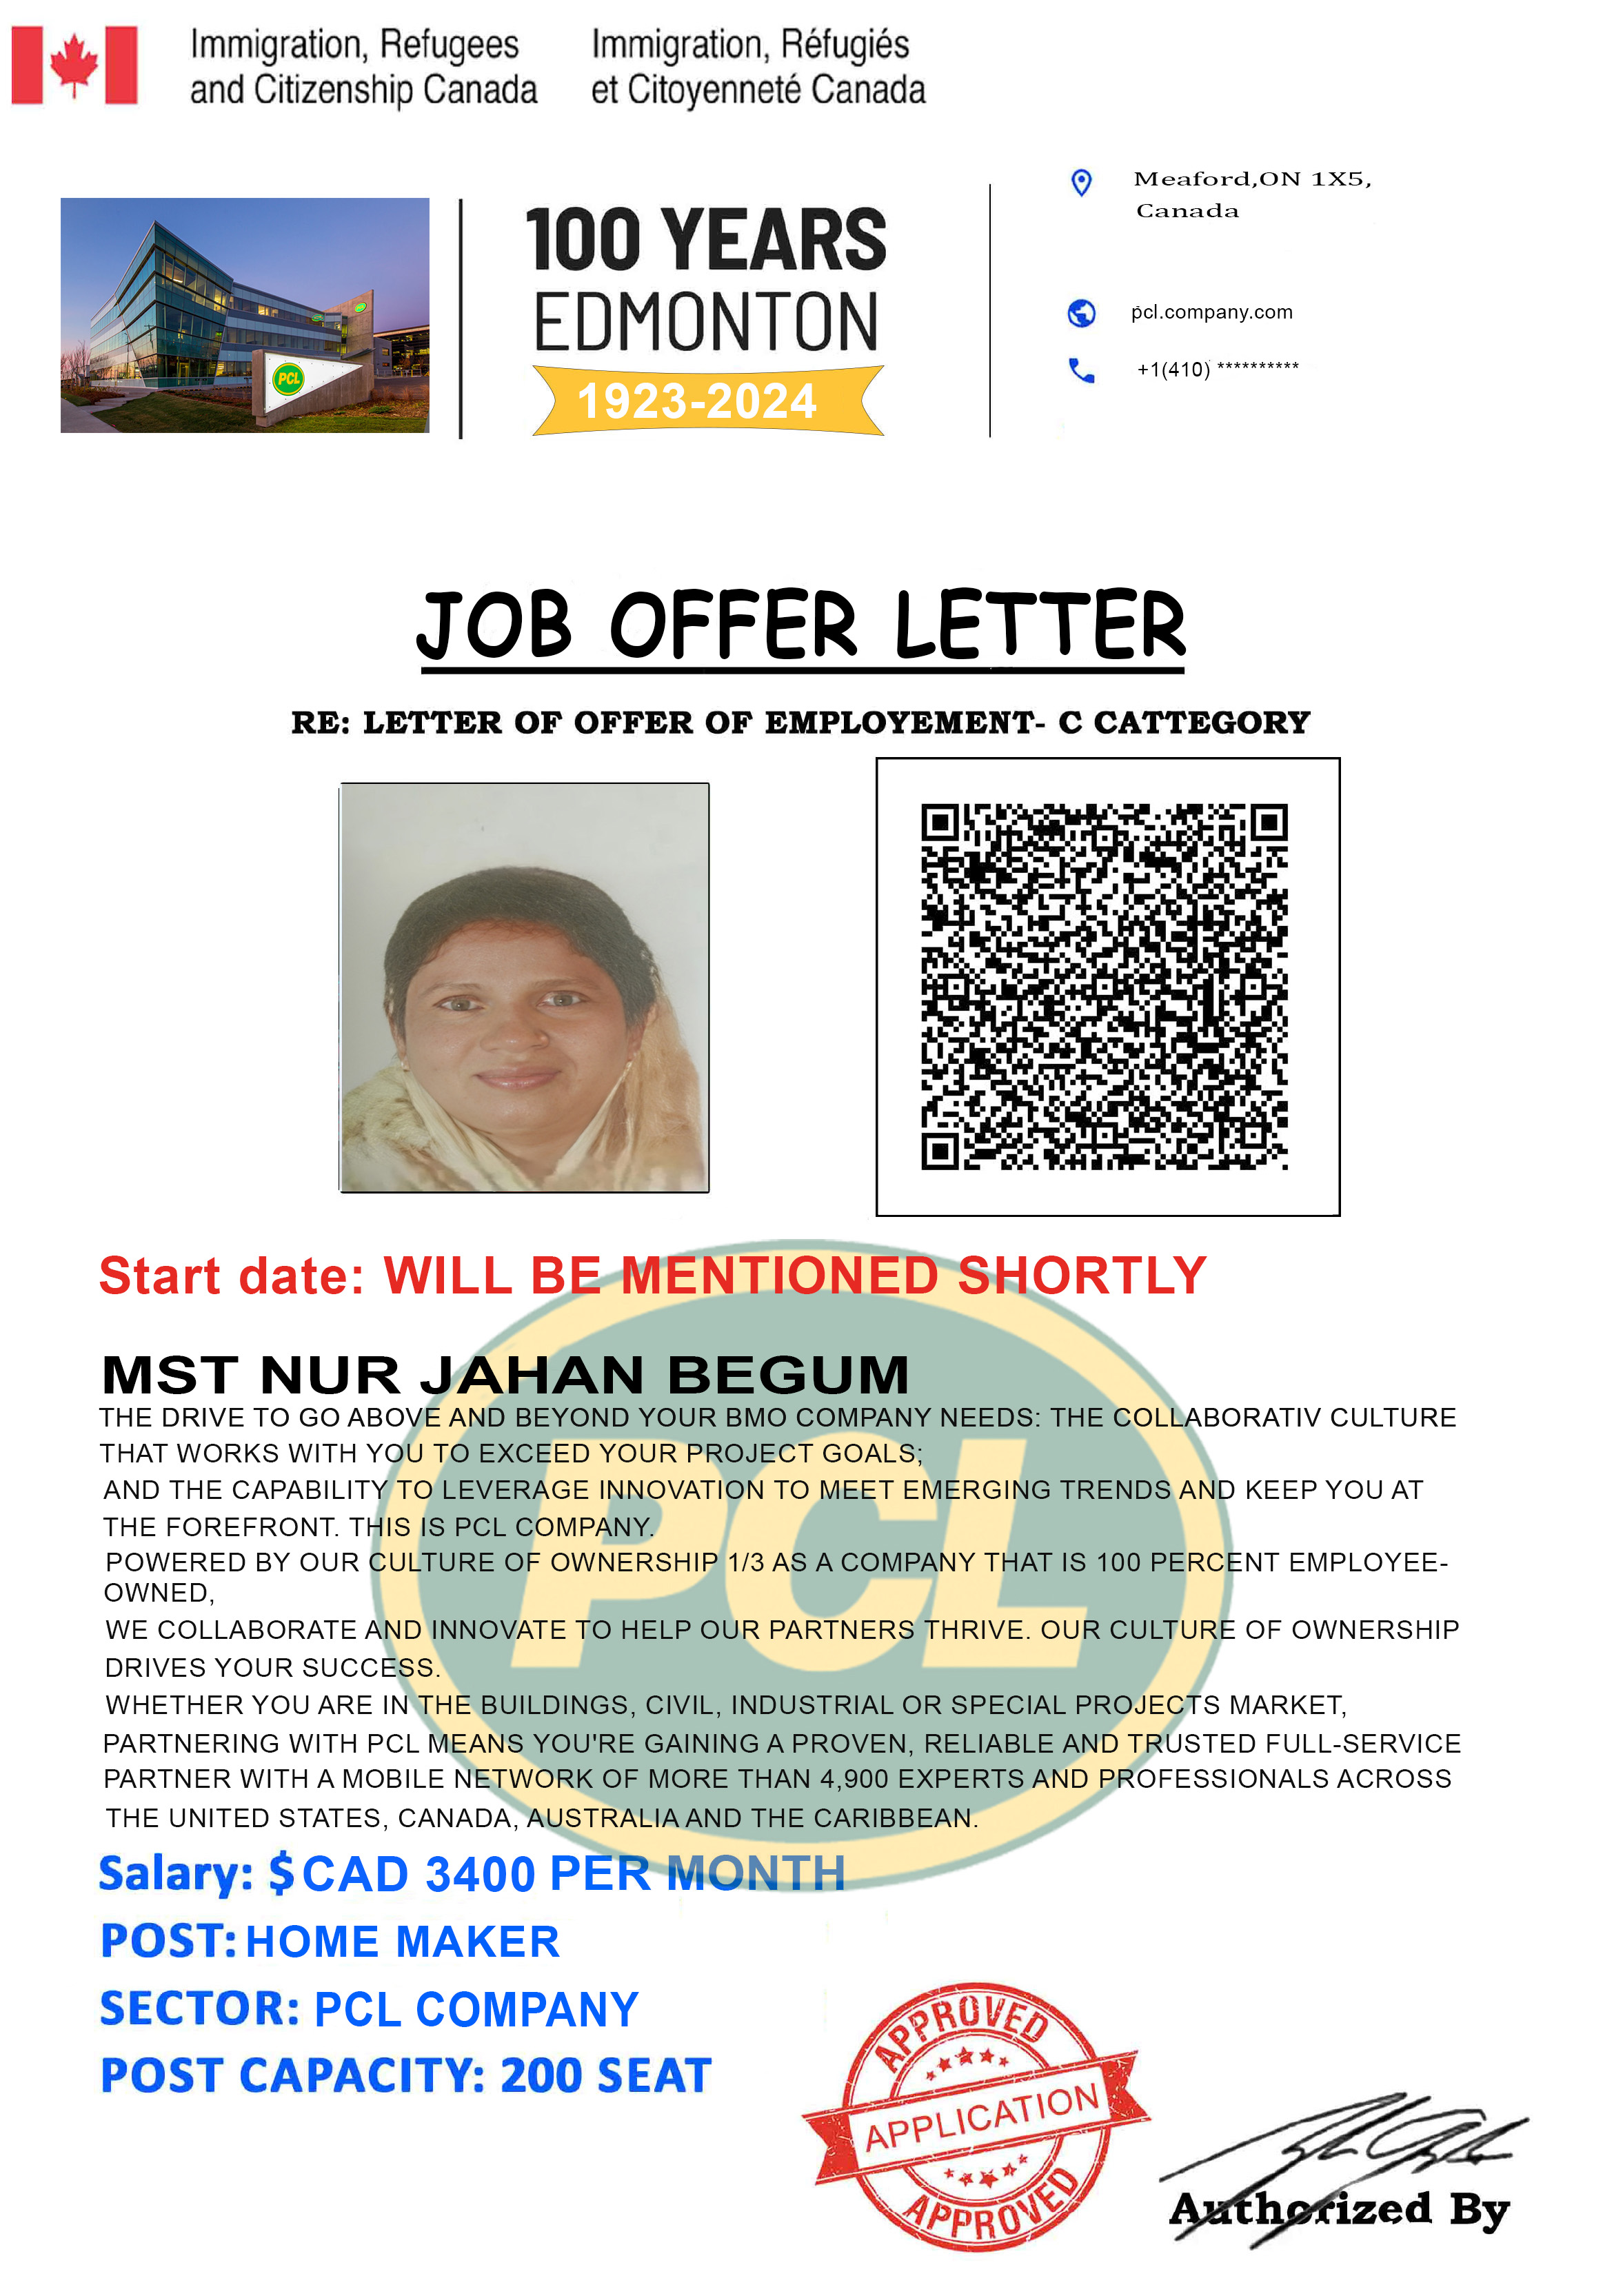 Immigration, Refugees
and Citizenship Canada
Immigration, Réfugiés
et Citoyenneté Canada
PCL
100 YEARS
EDMONTON
1923-2024
Meaford,ON 1X5,
Canada
pcl.company.com
+1(410) **********
JOB OFFER LETTER
RE: LETTER OF OFFER OF EMPLOYEMENT- C CATTEGORY
Start date: WILL BE MENTIONED SHORTLY
MST NUR JAHAN BEGUM
THE DRIVE TO GO ABOVE AND BEYOND YOUR BMO COMPANY NEEDS: THE COLLABORATIV CULTURE
THAT WORKS WITH YOU TO EXCEED YOUR PROJECT GOALS;
AND THE CAPABILITY TO LEVERAGE INNOVATION TO MEET EMERGING TRENDS AND KEEP YOU AT
THE FOREFRONT. THIS IS PCL COMPANY.
POWERED BY OUR CULTURE OF OWNERSHIP 1/3 AS A COMPANY THAT IS 100 PERCENT EMPLOYEE-
OWNED,
WE COLLABORATE AND INNOVATE TO HELP OUR PARTNERS THRIVE. OUR CULTURE OF OWNERSHIP
DRIVES YOUR SUCCESS.
WHETHER YOU ARE IN THE BUILDINGS, CIVIL, INDUSTRIAL OR SPECIAL PROJECTS MARKET,
PARTNERING WITH PCL MEANS YOU'RE GAINING A PROVEN, RELIABLE AND TRUSTED FULL-SERVICE
PARTNER WITH A MOBILE NETWORK OF MORE THAN 4,900 EXPERTS AND PROFESSIONALS ACROSS
THE UNITED STATES, CANADA, AUSTRALIA AND THE CARIBBEAN.
PCL
Salary: $ CAD 3400 PER MONTH
POST: HOME MAKER
SECTOR: PCL COMPANY
POST CAPACITY: 200 SEAT
APPROVED
APPLICATION
APPROVED
Authorized By